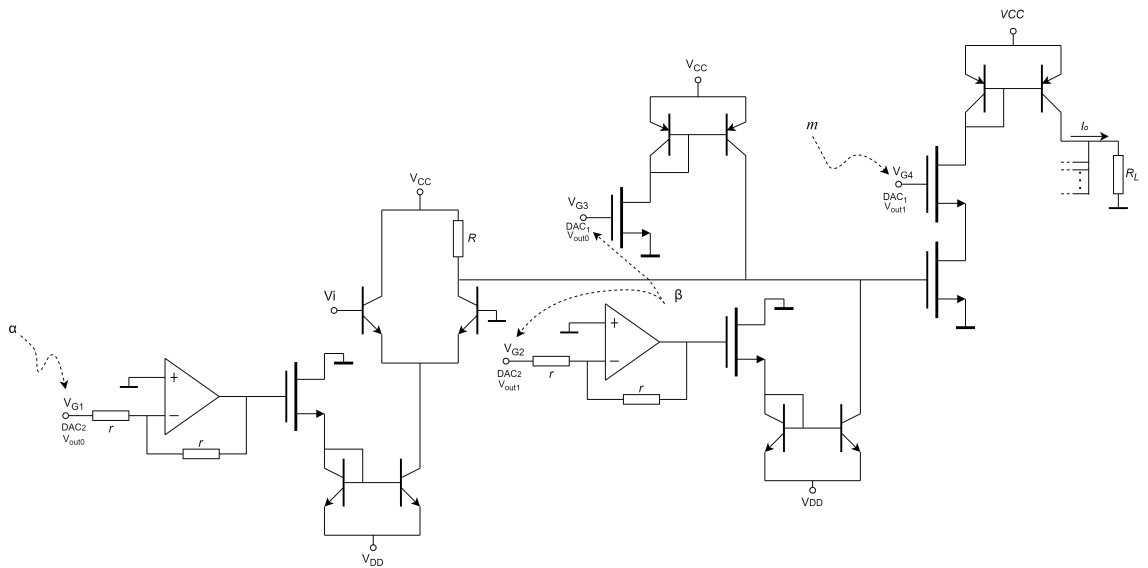 VCC
VCC
m
VG4
DAC1
Vout1
Io
RL
VG3
DAC1
Vout0
VCC
R
Vi
β
α
VG2
DAC2
Vout1
r
+
−
r
VG1
DAC2
Vout0
r
+
−
r
VDD
VDD